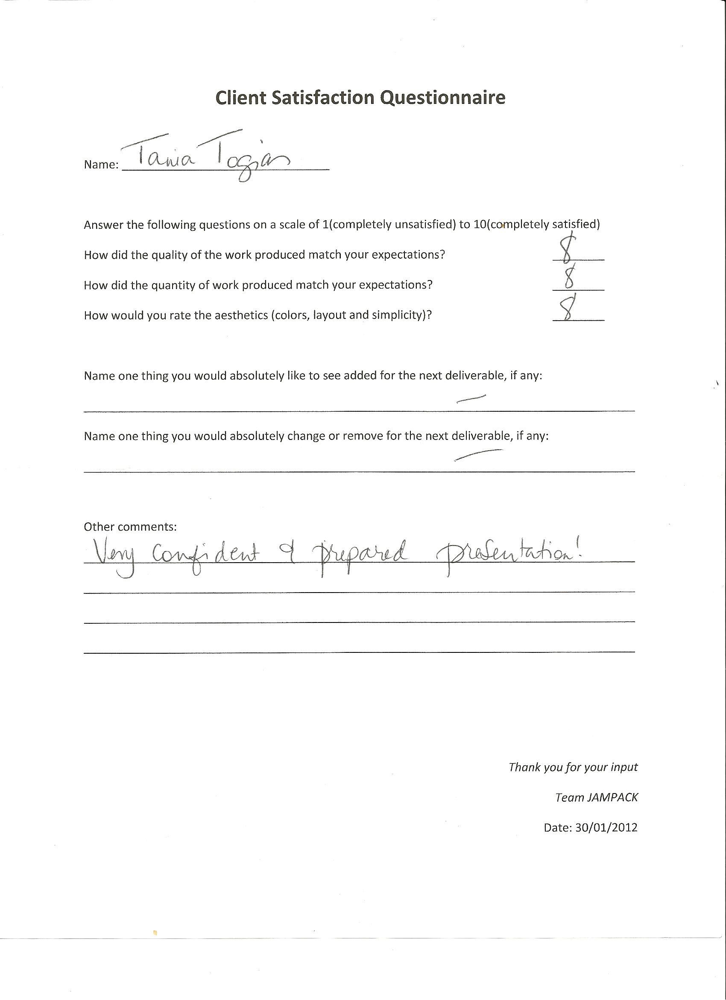 Client Satisfaction Questionnaire
Name: Tania Togias
Answer the following questions on a scale of 1(completely unsatisfied) to 10(completely satisfied)
How did the quality of the work produced match your expectations? 8
How did the quantity of work produced match your expectations? 8
How would you rate the aesthetics (colors, layout and simplicity)? 8
Name one thing you would absolutely like to see added for the next deliverable, if any:
—
Name one thing you would absolutely change or remove for the next deliverable, if any:
—
Other comments:
Very confident & prepared presentation!
Thank you for your input
Team JAMPACK
Date: 30/01/2012